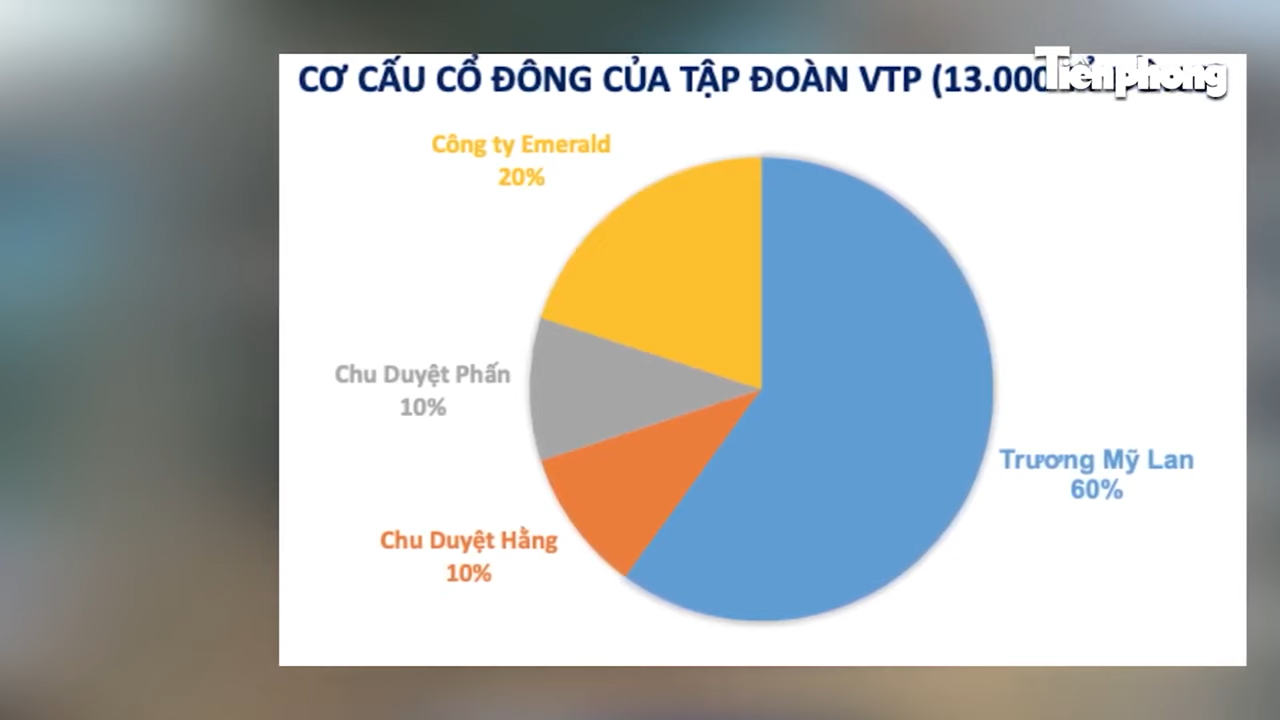 CƠ CẤU CỔ ĐÔNG CỦA TẬP ĐOÀN VTP (13.000
Tiền phong
Công ty Emerald
20%
Chu Duyệt Phấn
10%
Trương Mỹ Lan
60%
Chu Duyệt Hằng
10%